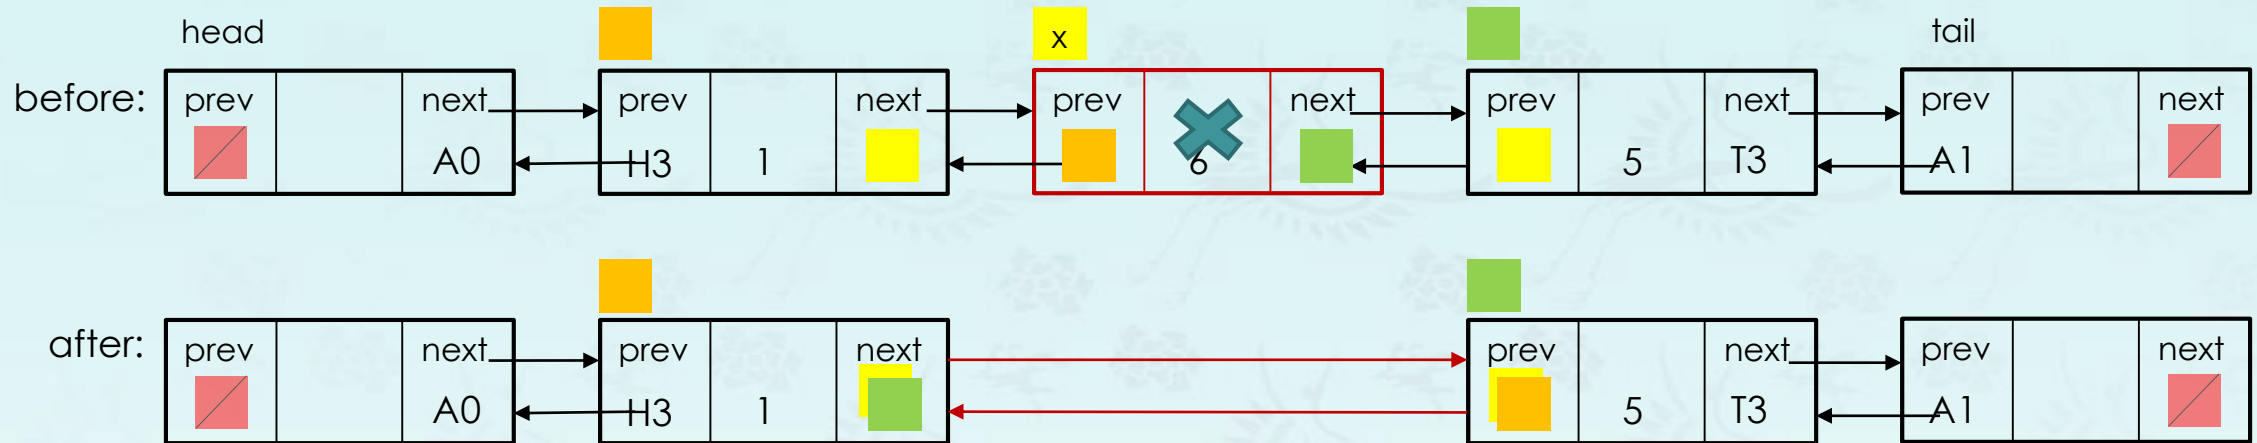 head x tail
before: prev next prev next prev next prev next prev next
A0 H3 1 6 5 T3 A1
after: prev next prev next prev next prev next
A0 H3 1 5 T3 A1